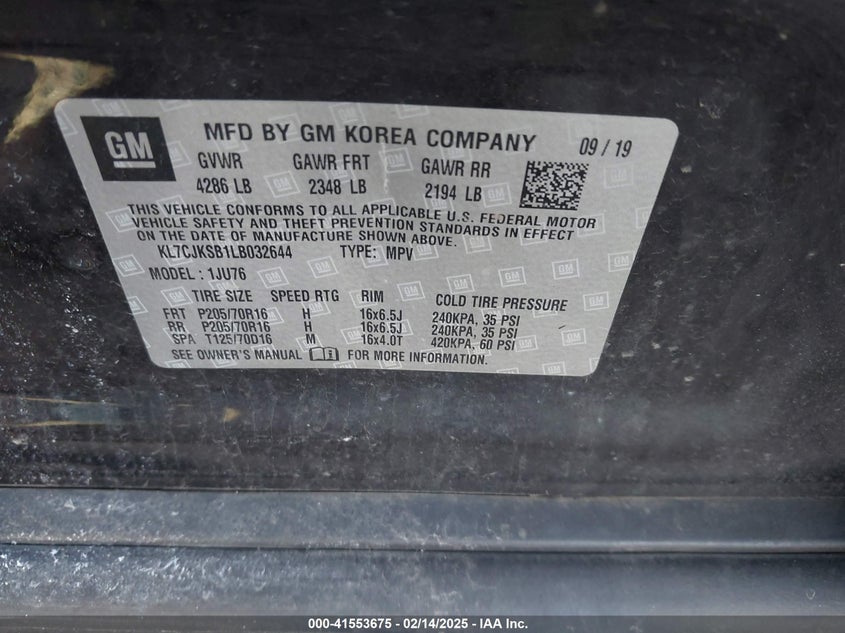 GM
MFD BY GM KOREA COMPANY 09 / 19
GVWR GAWR FRT GAWR RR
4286 LB 2348 LB 2194 LB
THIS VEHICLE CONFORMS TO ALL APPLICABLE U.S. FEDERAL MOTOR
VEHICLE SAFETY AND THEFT PREVENTION STANDARDS IN EFFECT
ON THE DATE OF MANUFACTURE SHOWN ABOVE.
KL7CJKSB1LB032644 TYPE: MPV
MODEL : 1JU76
TIRE SIZE SPEED RTG RIM COLD TIRE PRESSURE
FRT P205/70R16 H 16x6.5J 240KPA, 35 PSI
RR P205/70R16 H 16x6.5J 240KPA, 35 PSI
SPA T125/70D16 M 16x4.0T 420KPA, 60 PSI
SEE OWNER'S MANUAL FOR MORE INFORMATION.
000-41553675 - 02/14/2025 - IAA Inc.